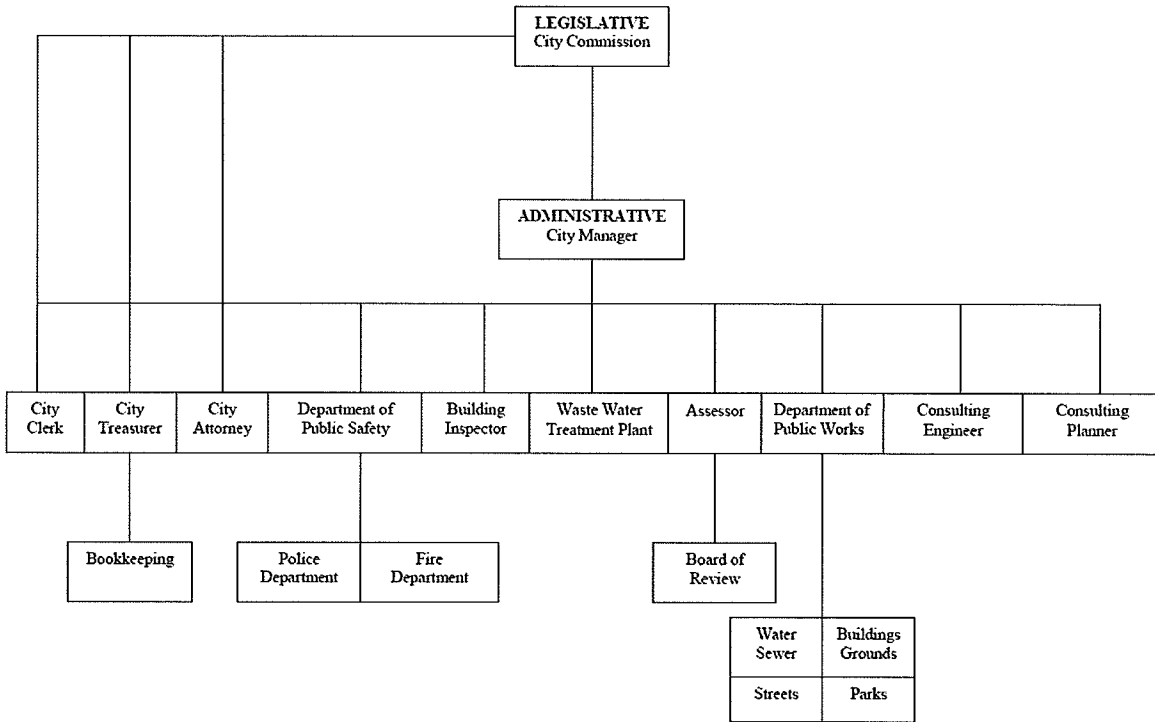 LEGISLATIVE
City Commission
ADMINISTRATIVE
City Manager
City
Clerk
City
Treasurer
City
Attorney
Department of
Public Safety
Building
Inspector
Waste Water
Treatment Plant
Assessor
Department of
Public Works
Consulting
Engineer
Consulting
Planner
Bookkeeping
Police
Department
Fire
Department
Board of
Review
Water
Sewer
Buildings
Grounds
Streets
Parks